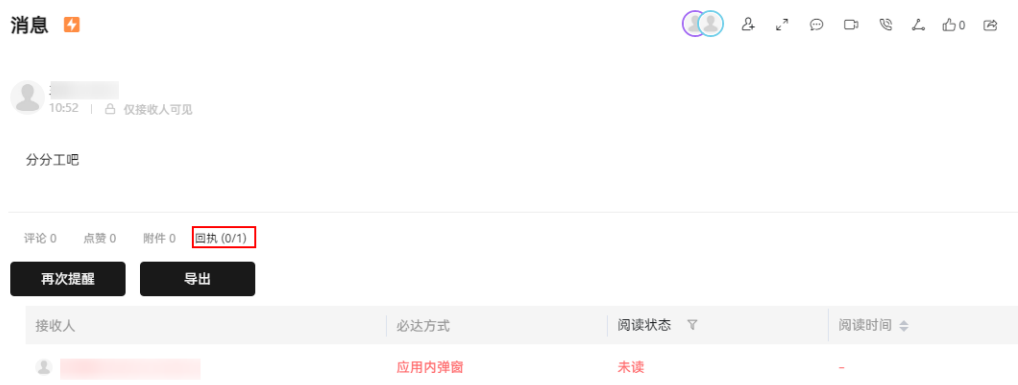 消息
0
10:52 仅接收人可见
分分工吧
评论 0 点赞 0 附件 0 回执 (0/1)
再次提醒 导出
接收人 必达方式 阅读状态 阅读时间
应用内弹窗 未读 -